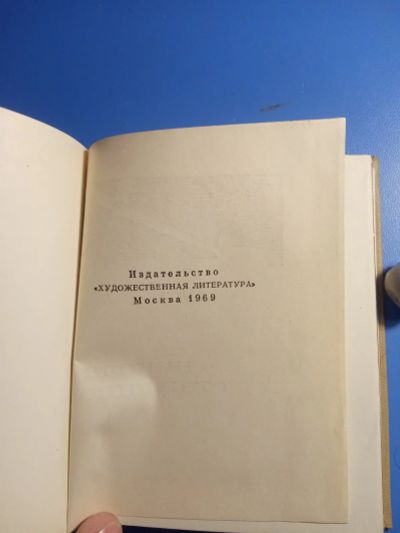 Издательство
«ХУДОЖЕСТВЕННАЯ ЛИТЕРАТУРА»
Москва 1969